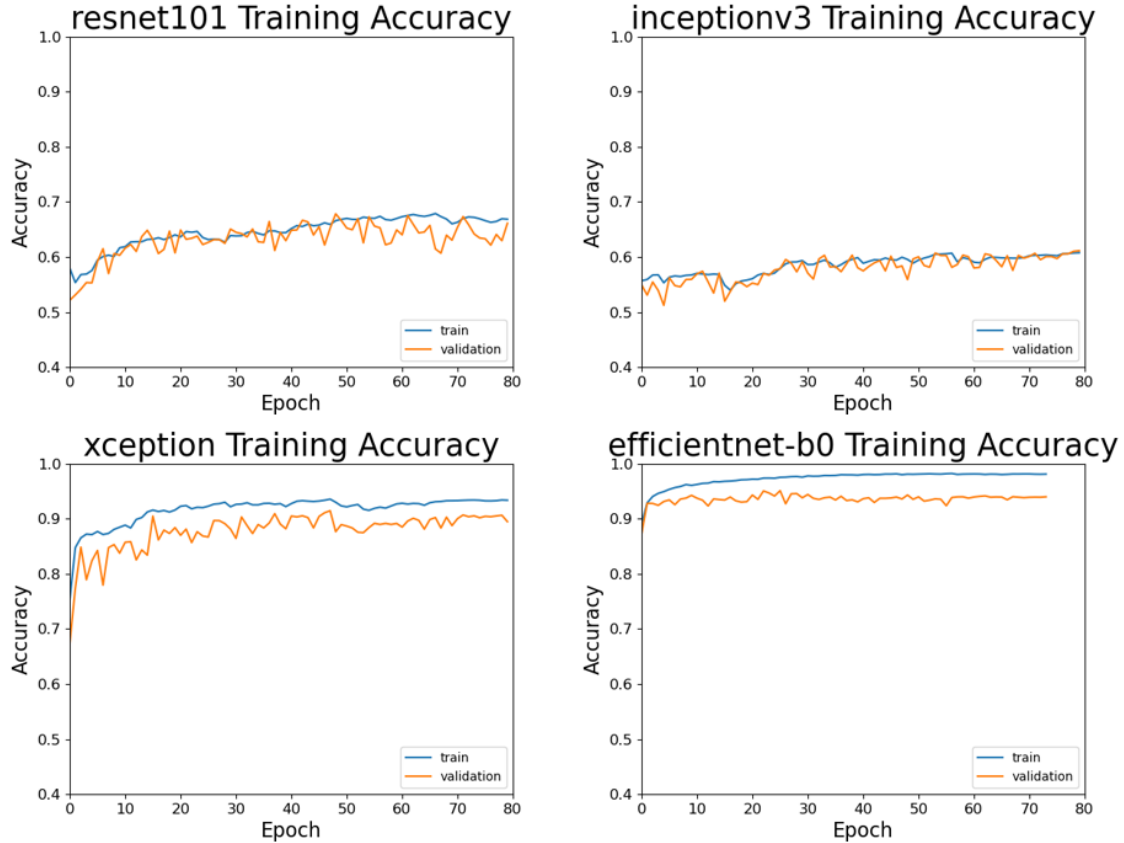 resnet101 Training Accuracy
1.0
0.9
0.8
0.7
0.6
0.5
0.4
Accuracy
0 10 20 30 40 50 60 70 80
Epoch
train
validation
inceptionv3 Training Accuracy
1.0
0.9
0.8
0.7
0.6
0.5
0.4
Accuracy
0 10 20 30 40 50 60 70 80
Epoch
train
validation
xception Training Accuracy
1.0
0.9
0.8
0.7
0.6
0.5
0.4
Accuracy
0 10 20 30 40 50 60 70 80
Epoch
train
validation
efficientnet-b0 Training Accuracy
1.0
0.9
0.8
0.7
0.6
0.5
0.4
Accuracy
0 10 20 30 40 50 60 70 80
Epoch
train
validation